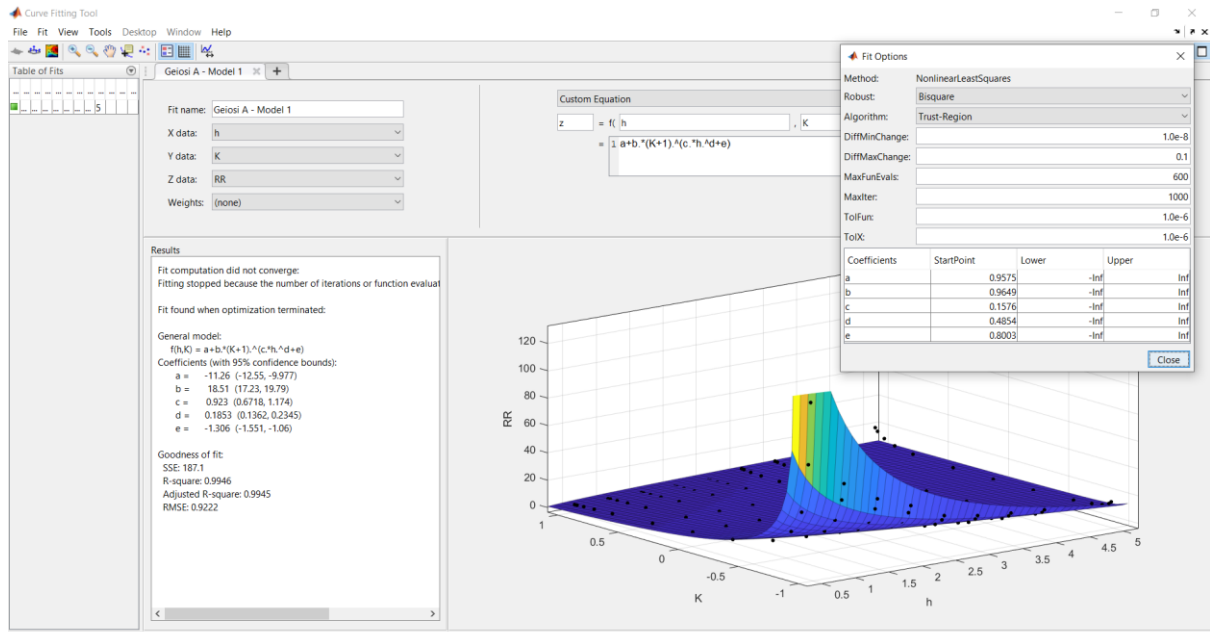 Curve Fitting Tool
File Fit View Tools Desktop Window Help
Table of Fits
5
Geiosi A - Model 1
Fit name: Geiosi A - Model 1
X data: h
Y data: K
Z data: RR
Weights: (none)
Custom Equation
z = f( h , K
= 1 a+b.*(K+1).^(c.*h.^d+e)
Fit Options
Method: NonlinearLeastSquares
Robust: Bisquare
Algorithm: Trust-Region
DiffMinChange: 1.0e-8
DiffMaxChange: 0.1
MaxFunEvals: 600
MaxIter: 1000
TolFun: 1.0e-6
TolX: 1.0e-6
Coefficients StartPoint Lower Upper
a 0.9575 -Inf Inf
b 0.9649 -Inf Inf
c 0.1576 -Inf Inf
d 0.4854 -Inf Inf
e 0.8003 -Inf Inf
Close
Results
Fit computation did not converge:
Fitting stopped because the number of iterations or function evaluat
Fit found when optimization terminated:
General model:
f(h,K) = a+b.*(K+1).^(c.*h.^d+e)
Coefficients (with 95% confidence bounds):
a = -11.26 (-12.55, -9.977)
b = 18.51 (17.23, 19.79)
c = 0.923 (0.6718, 1.174)
d = 0.1853 (0.1362, 0.2345)
e = -1.306 (-1.551, -1.06)
Goodness of fit:
SSE: 187.1
R-square: 0.9946
Adjusted R-square: 0.9945
RMSE: 0.9222
120
100
80
60
40
20
0
RR
1
0.5
0
-0.5
-1
K
0.5
1
1.5
2
2.5
3
3.5
4
4.5
5
h